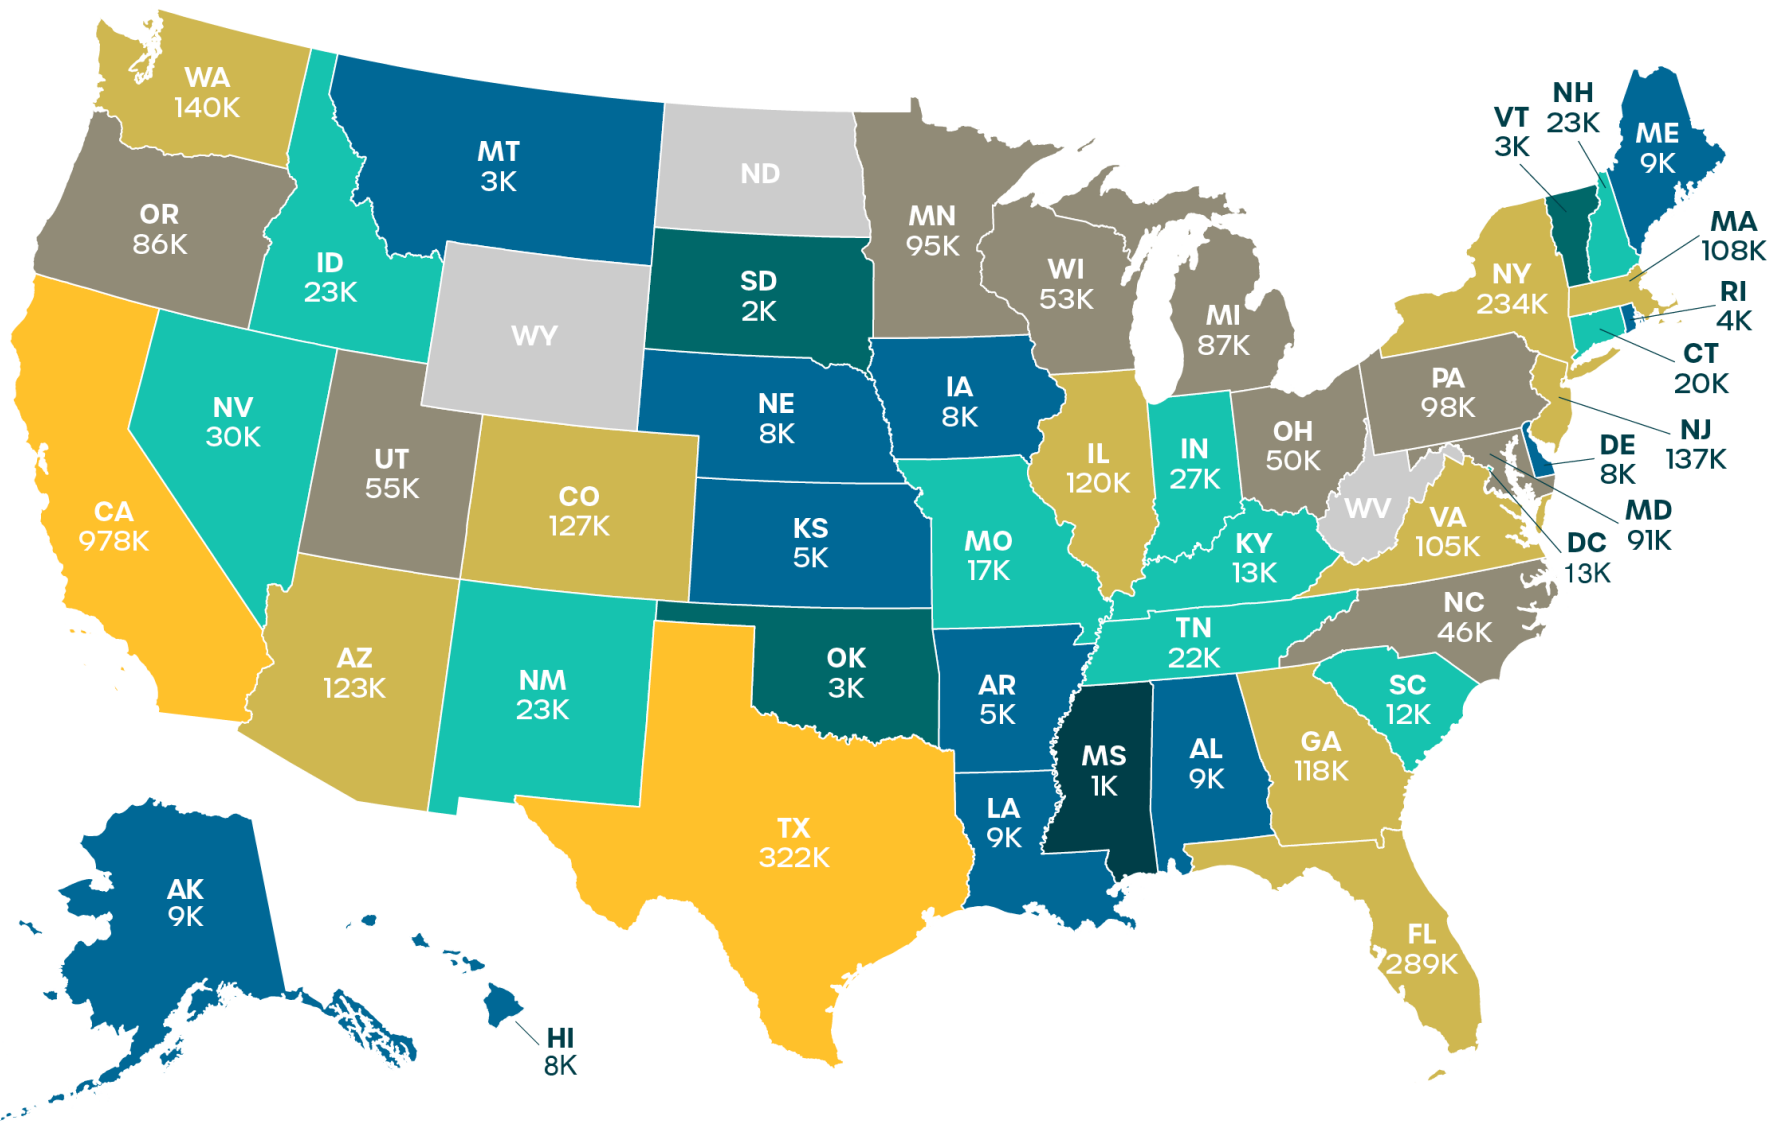 WA
140K
OR
86K
CA
978K
ID
23K
NV
30K
MT
3K
WY
UT
55K
AZ
123K
CO
127K
NM
23K
ND
SD
2K
NE
8K
KS
5K
OK
3K
TX
322K
MN
95K
IA
8K
MO
17K
AR
5K
LA
9K
WI
53K
IL
120K
MS
1K
MI
87K
IN
27K
KY
13K
TN
22K
AL
9K
OH
50K
WV
GA
118K
FL
289K
SC
12K
NC
46K
VA
105K
PA
98K
NY
234K
VT
3K
NH
23K
ME
9K
MA
108K
RI
4K
CT
20K
NJ
137K
DE
8K
MD
91K
DC
13K
AK
9K
HI
8K